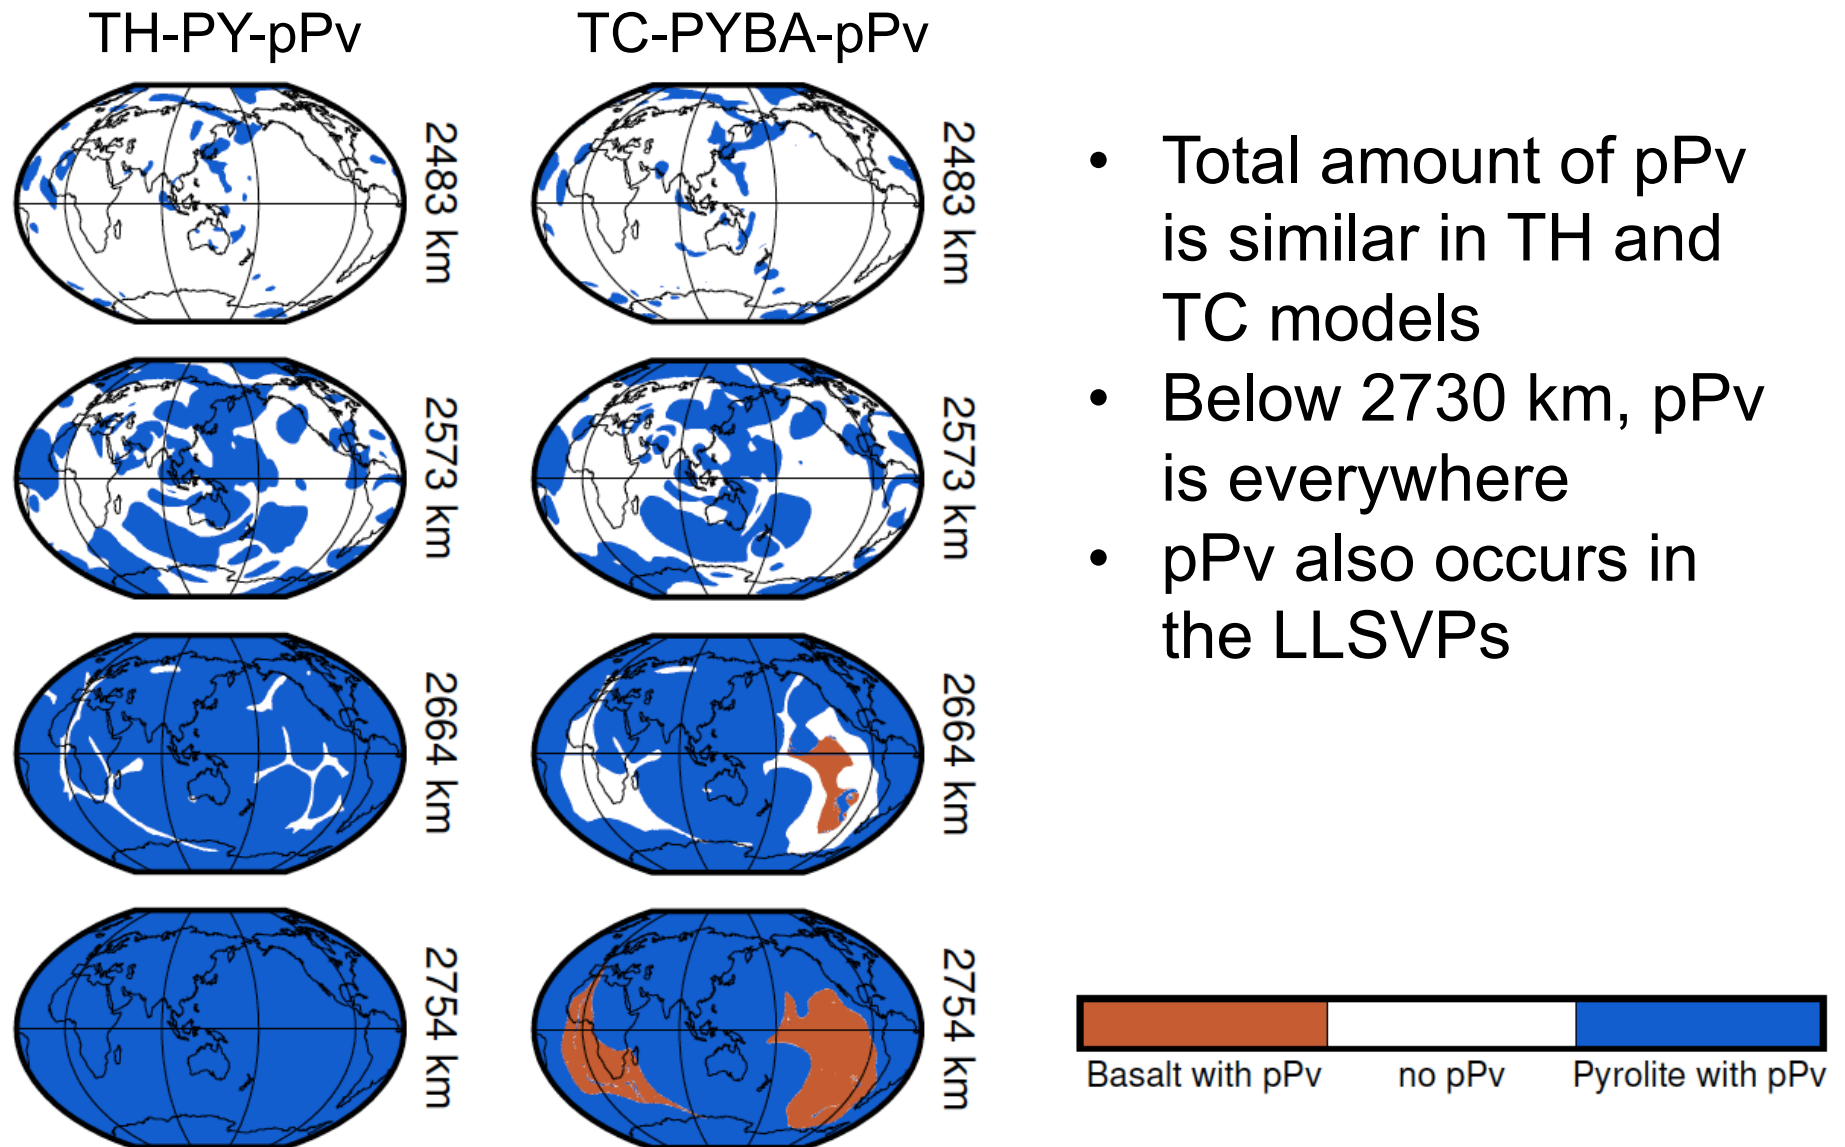 TH-PY-pPv
TC-PYBA-pPv
2483 km
2483 km
2573 km
2573 km
2664 km
2664 km
2754 km
2754 km
• Total amount of pPv
is similar in TH and
TC models
• Below 2730 km, pPv
is everywhere
• pPv also occurs in
the LLSVPs
Basalt with pPv
no pPv
Pyrolite with pPv